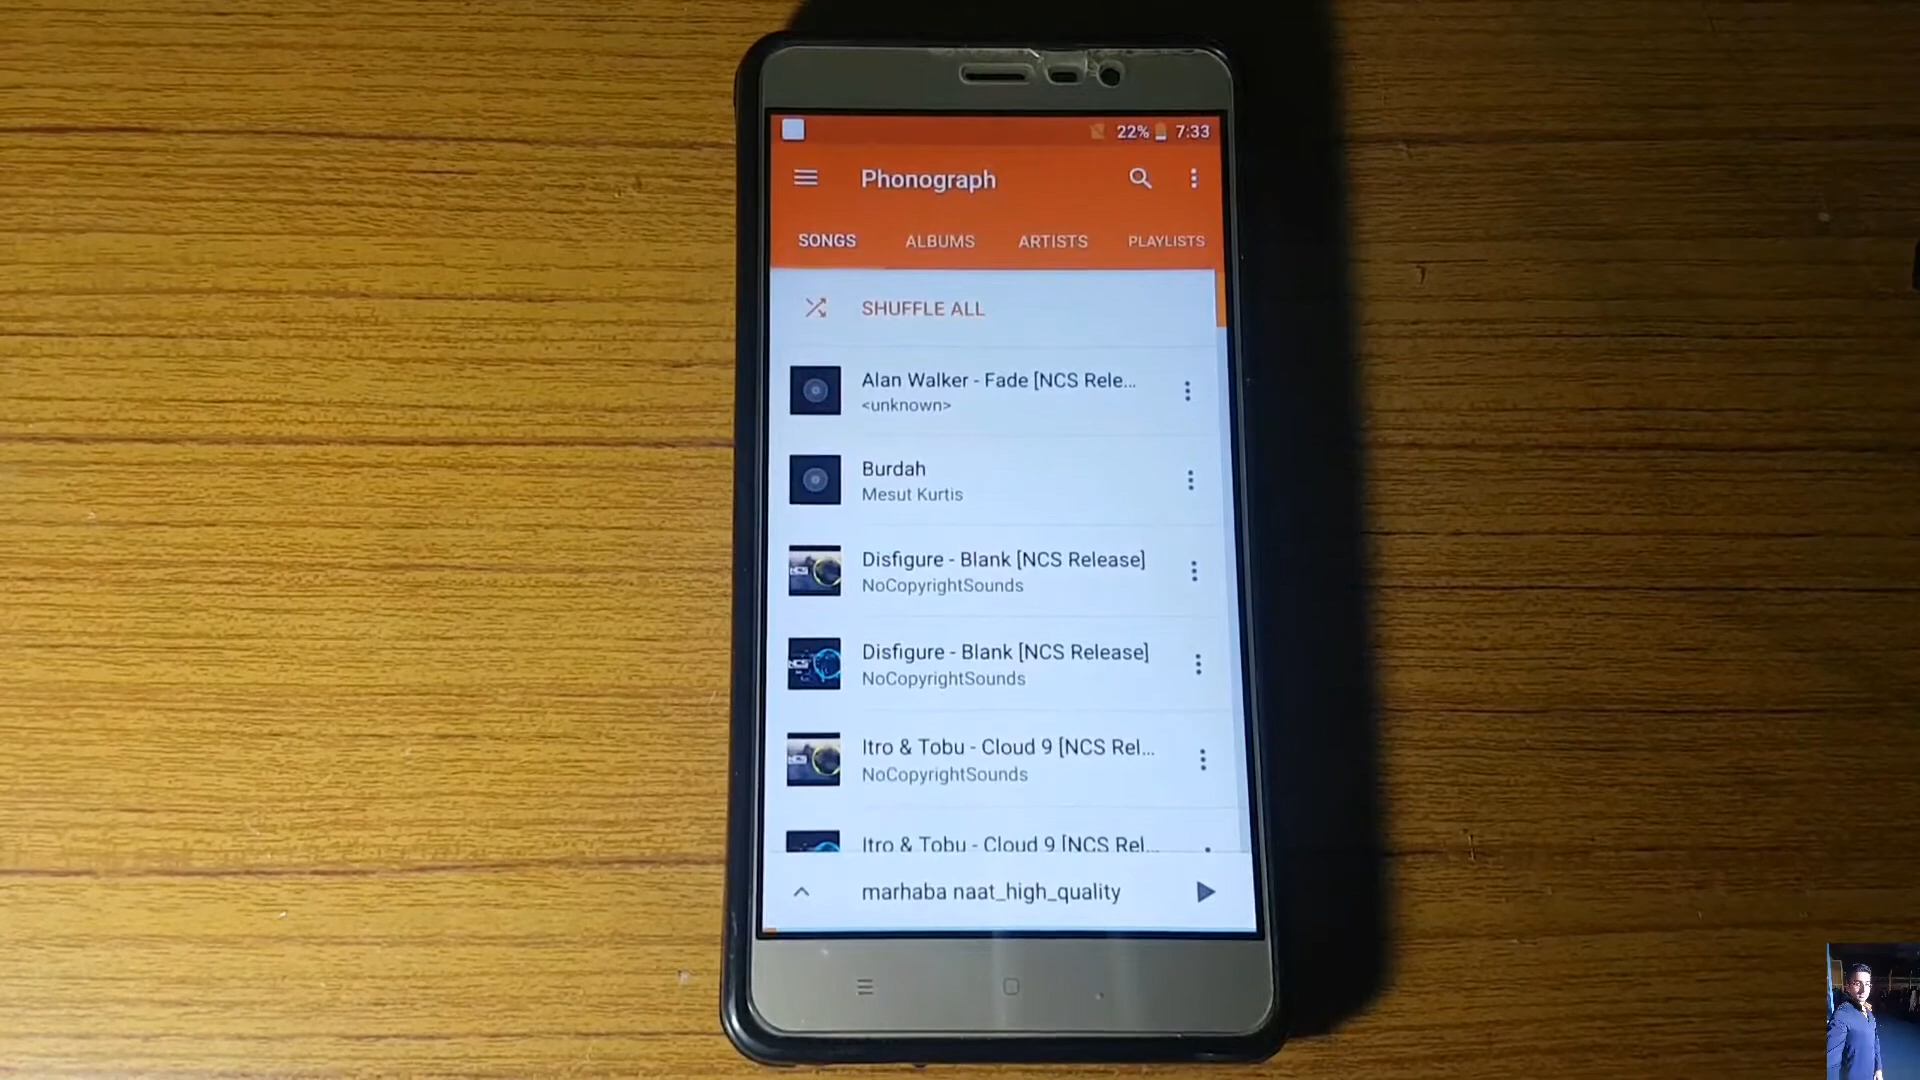 22% 7:33
Phonograph
SONGS ALBUMS ARTISTS PLAYLISTS
SHUFFLE ALL
Alan Walker - Fade [NCS Rele...
<unknown>
Burdah
Mesut Kurtis
Disfigure - Blank [NCS Release]
NoCopyrightSounds
Disfigure - Blank [NCS Release]
NoCopyrightSounds
Itro & Tobu - Cloud 9 [NCS Rel...
NoCopyrightSounds
Itro & Tobu - Cloud 9 [NCS Rel...
marhaba naat_high_quality